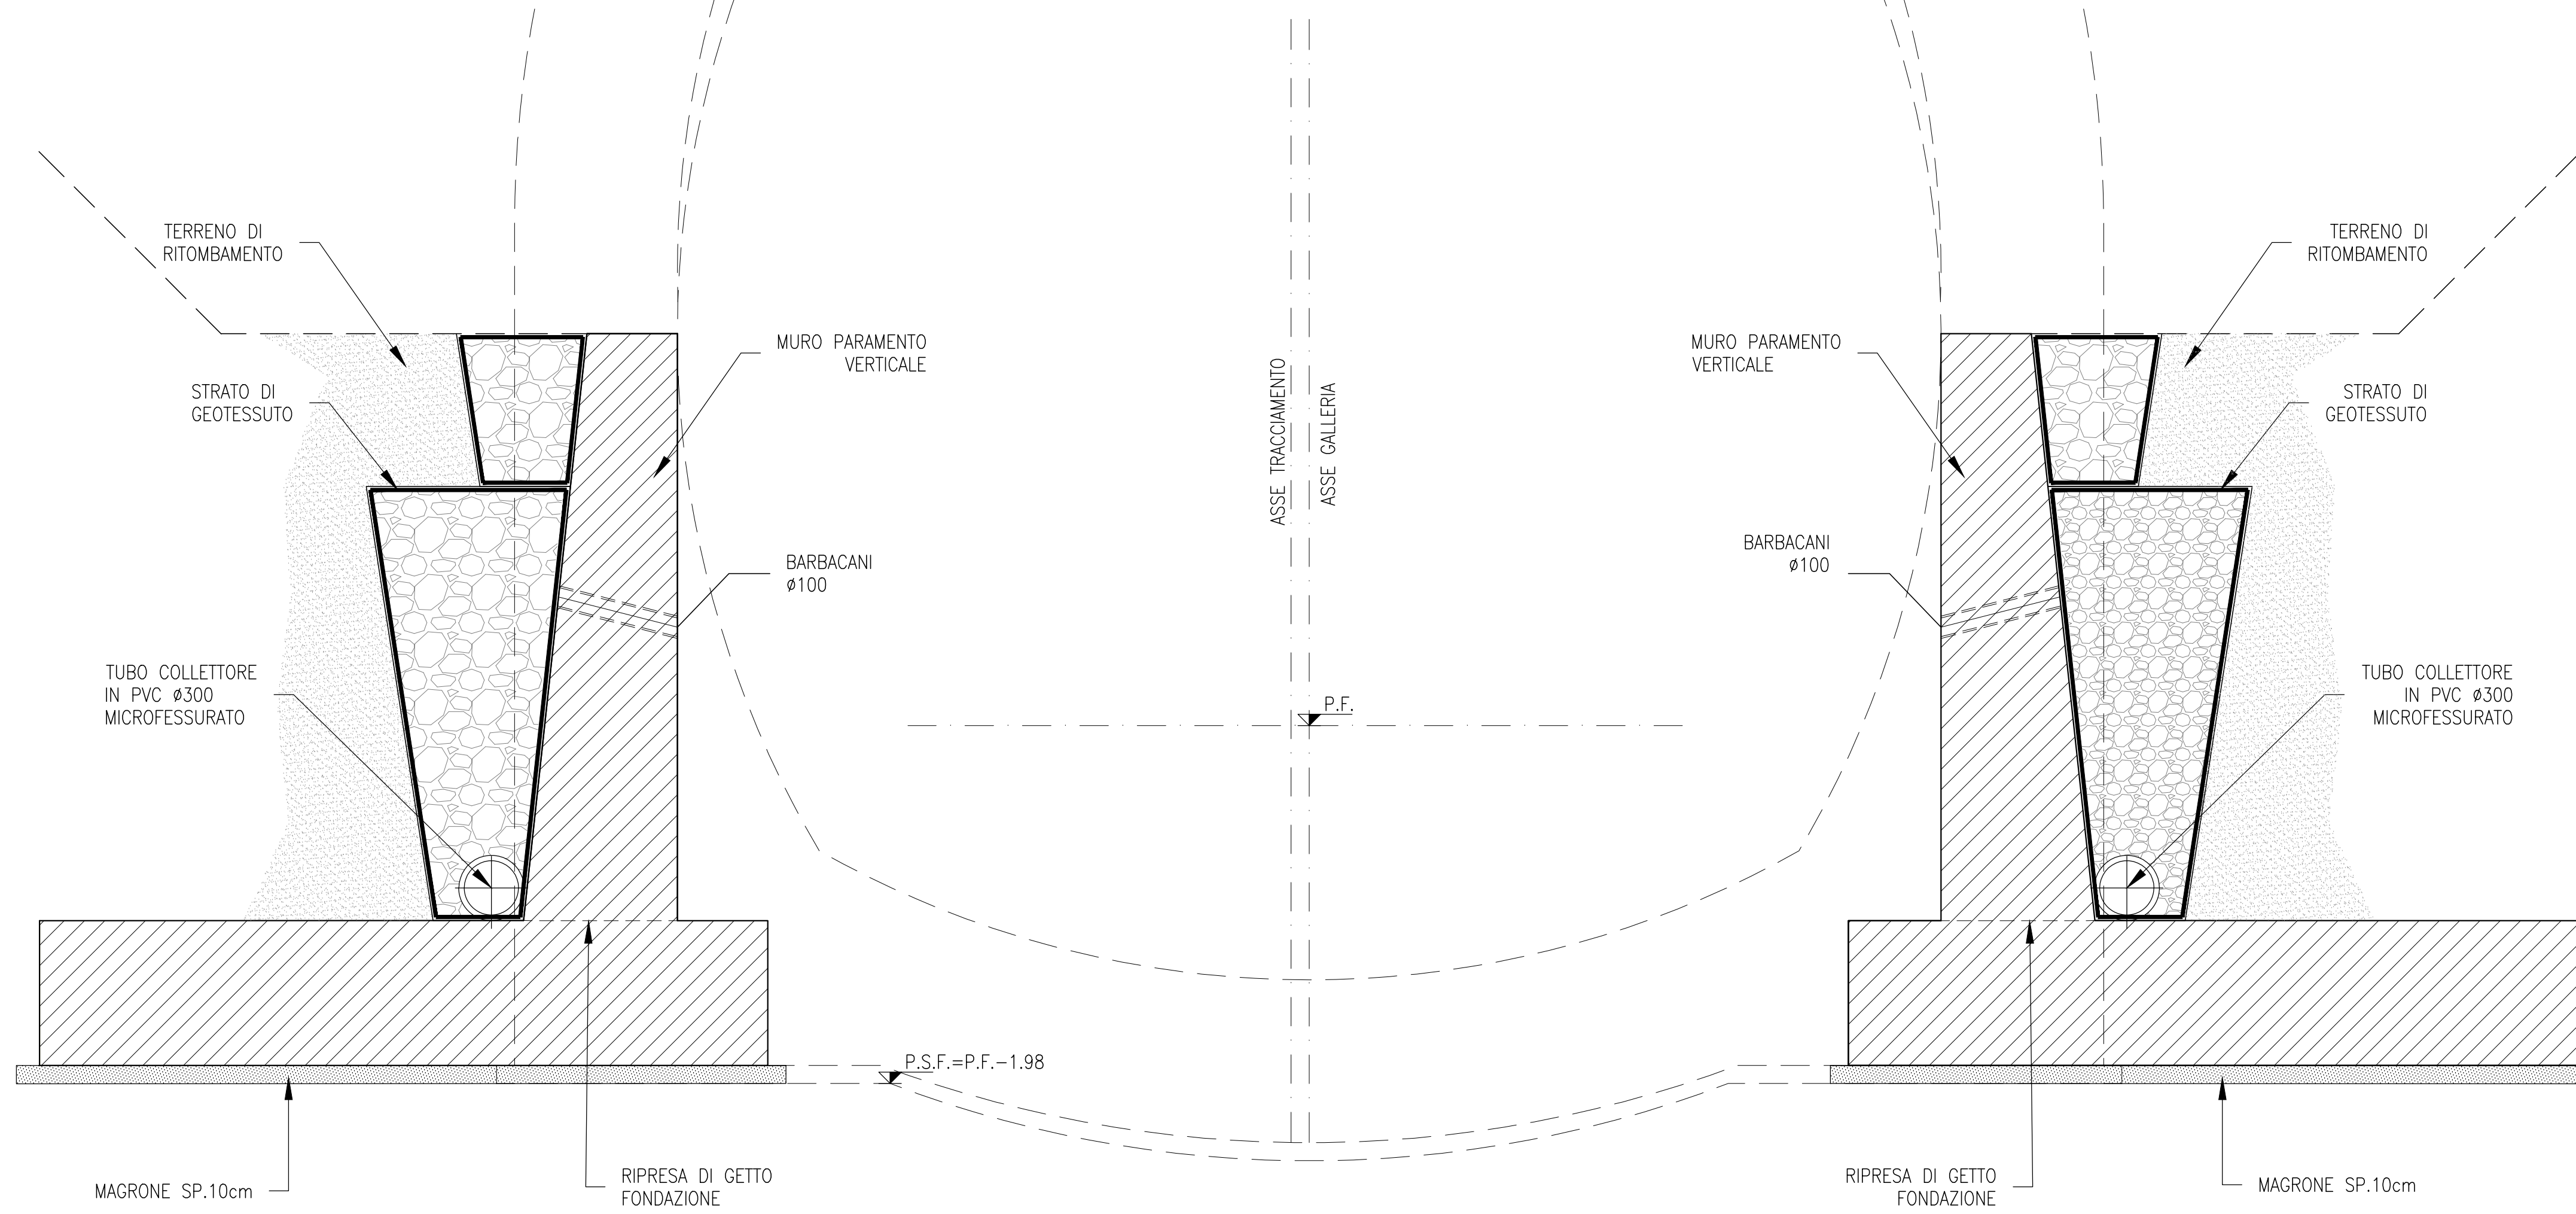 TERRENO DI
RITOMBAMENTO
TERRENO DI
RITOMBAMENTO
MURO PARAMENTO
VERTICALE
MURO PARAMENTO
VERTICALE
STRATO DI
GEOTESSUTO
STRATO DI
GEOTESSUTO
ASSE TRACCIAMENTO
ASSE GALLERIA
BARBACANI
ø100
BARBACANI
ø100
TUBO COLLETTORE
IN PVC ø300
MICROFESSURATO
P.F.
TUBO COLLETTORE
IN PVC ø300
MICROFESSURATO
P.S.F.=P.F.-1.98
MAGRONE SP.10cm
RIPRESA DI GETTO
FONDAZIONE
RIPRESA DI GETTO
FONDAZIONE
MAGRONE SP.10cm